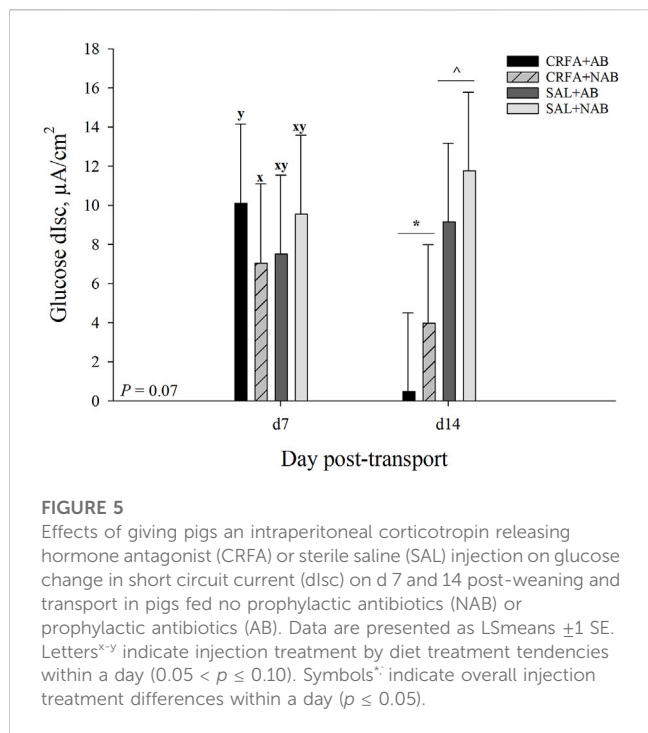 18
16
14
12
10
8
6
4
2
0
Glucose dIsc, µA/cm²
CRFA+AB
CRFA+NAB
SAL+AB
SAL+NAB
y
x
xy
xy
*
^
P = 0.07
d7
d14
Day post-transport
FIGURE 5
Effects of giving pigs an intraperitoneal corticotropin releasing
hormone antagonist (CRFA) or sterile saline (SAL) injection on glucose
change in short circuit current (dIsc) on d 7 and 14 post-weaning and
transport in pigs fed no prophylactic antibiotics (NAB) or
prophylactic antibiotics (AB). Data are presented as LSmeans ±1 SE.
Letters x-y indicate injection treatment by diet treatment tendencies
within a day (0.05 < p ≤ 0.10). Symbols*,^ indicate overall injection
treatment differences within a day (p ≤ 0.05).